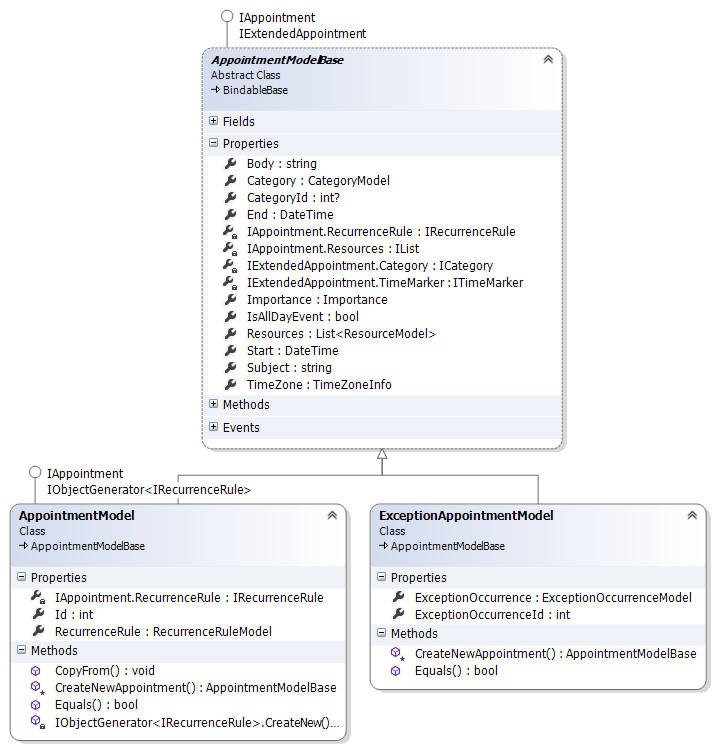 IAppointment
IExtendedAppointment
AppointmentModelBase
Abstract Class
BindableBase
Fields
Properties
Body : string
Category : CategoryModel
CategoryId : int?
End : DateTime
IAppointment.RecurrenceRule : IRecurrenceRule
IAppointment.Resources : IList
IExtendedAppointment.Category : ICategory
IExtendedAppointment.TimeMarker : ITimeMarker
Importance : Importance
IsAllDayEvent : bool
Resources : List<ResourceModel>
Start : DateTime
Subject : string
TimeZone : TimeZoneInfo
Methods
Events
IAppointment
IObjectGenerator<IRecurrenceRule>
AppointmentModel
Class
AppointmentModelBase
Properties
IAppointment.RecurrenceRule : IRecurrenceRule
Id : int
RecurrenceRule : RecurrenceRuleModel
Methods
CopyFrom() : void
CreateNewAppointment() : AppointmentModelBase
Equals() : bool
IObjectGenerator<IRecurrenceRule>.CreateNew()...
ExceptionAppointmentModel
Class
AppointmentModelBase
Properties
ExceptionOccurrence : ExceptionOccurrenceModel
ExceptionOccurrenceId : int
Methods
CreateNewAppointment() : AppointmentModelBase
Equals() : bool